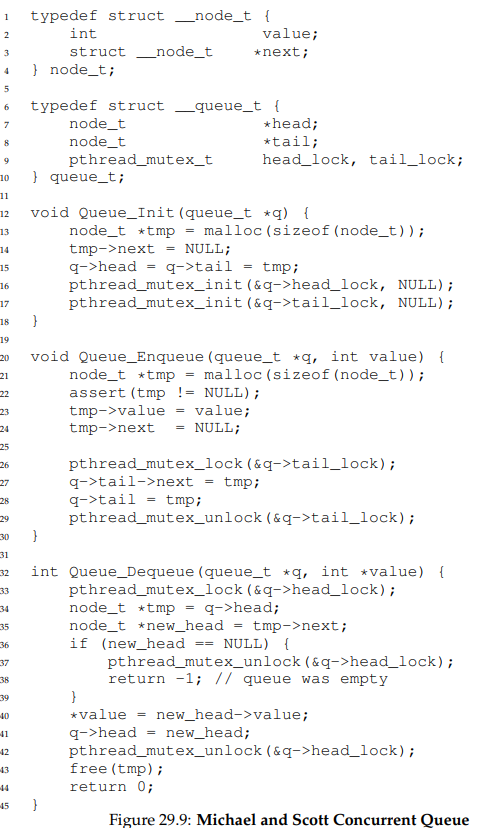 1 typedef struct __node_t {
2     int                 value;
3     struct __node_t    *next;
4 } node_t;
5
6 typedef struct __queue_t {
7     node_t              *head;
8     node_t              *tail;
9     pthread_mutex_t     head_lock, tail_lock;
10 } queue_t;
11
12 void Queue_Init(queue_t *q) {
13     node_t *tmp = malloc(sizeof(node_t));
14     tmp->next = NULL;
15     q->head = q->tail = tmp;
16     pthread_mutex_init(&q->head_lock, NULL);
17     pthread_mutex_init(&q->tail_lock, NULL);
18 }
19
20 void Queue_Enqueue(queue_t *q, int value) {
21     node_t *tmp = malloc(sizeof(node_t));
22     assert(tmp != NULL);
23     tmp->value = value;
24     tmp->next  = NULL;
25
26     pthread_mutex_lock(&q->tail_lock);
27     q->tail->next = tmp;
28     q->tail = tmp;
29     pthread_mutex_unlock(&q->tail_lock);
30 }
31
32 int Queue_Dequeue(queue_t *q, int *value) {
33     pthread_mutex_lock(&q->head_lock);
34     node_t *tmp = q->head;
35     node_t *new_head = tmp->next;
36     if (new_head == NULL) {
37         pthread_mutex_unlock(&q->head_lock);
38         return -1; // queue was empty
39     }
40     *value = new_head->value;
41     q->head = new_head;
42     pthread_mutex_unlock(&q->head_lock);
43     free(tmp);
44     return 0;
45 }
Figure 29.9: Michael and Scott Concurrent Queue